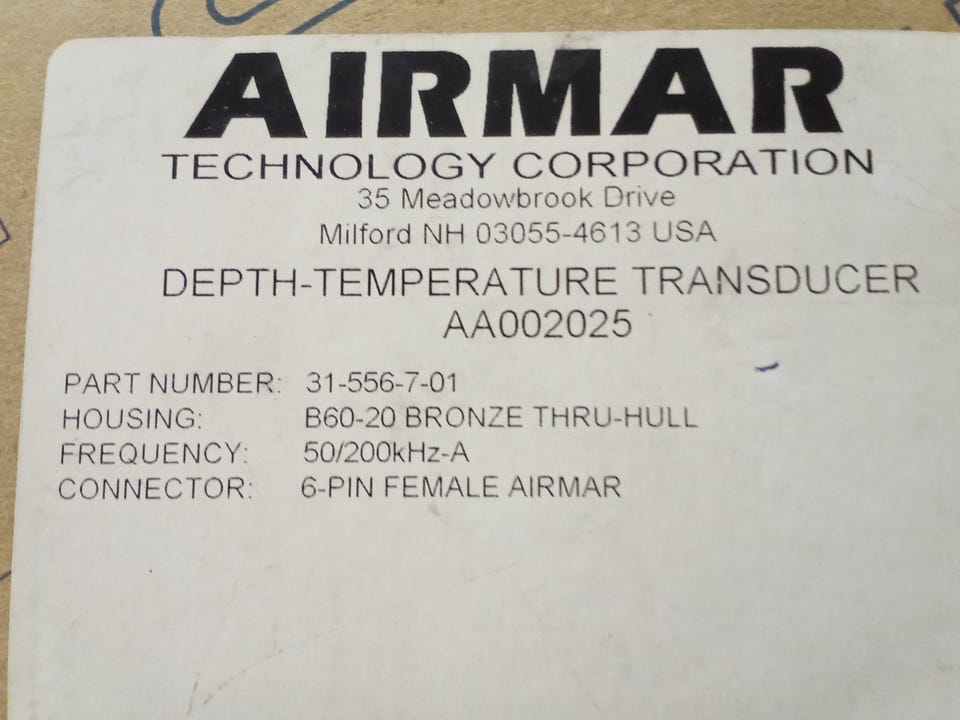 AIRMAR
TECHNOLOGY CORPORATION
35 Meadowbrook Drive
Milford NH 03055-4613 USA
DEPTH-TEMPERATURE TRANSDUCER
AA002025
PART NUMBER: 31-556-7-01
HOUSING: B60-20 BRONZE THRU-HULL
FREQUENCY: 50/200kHz-A
CONNECTOR: 6-PIN FEMALE AIRMAR